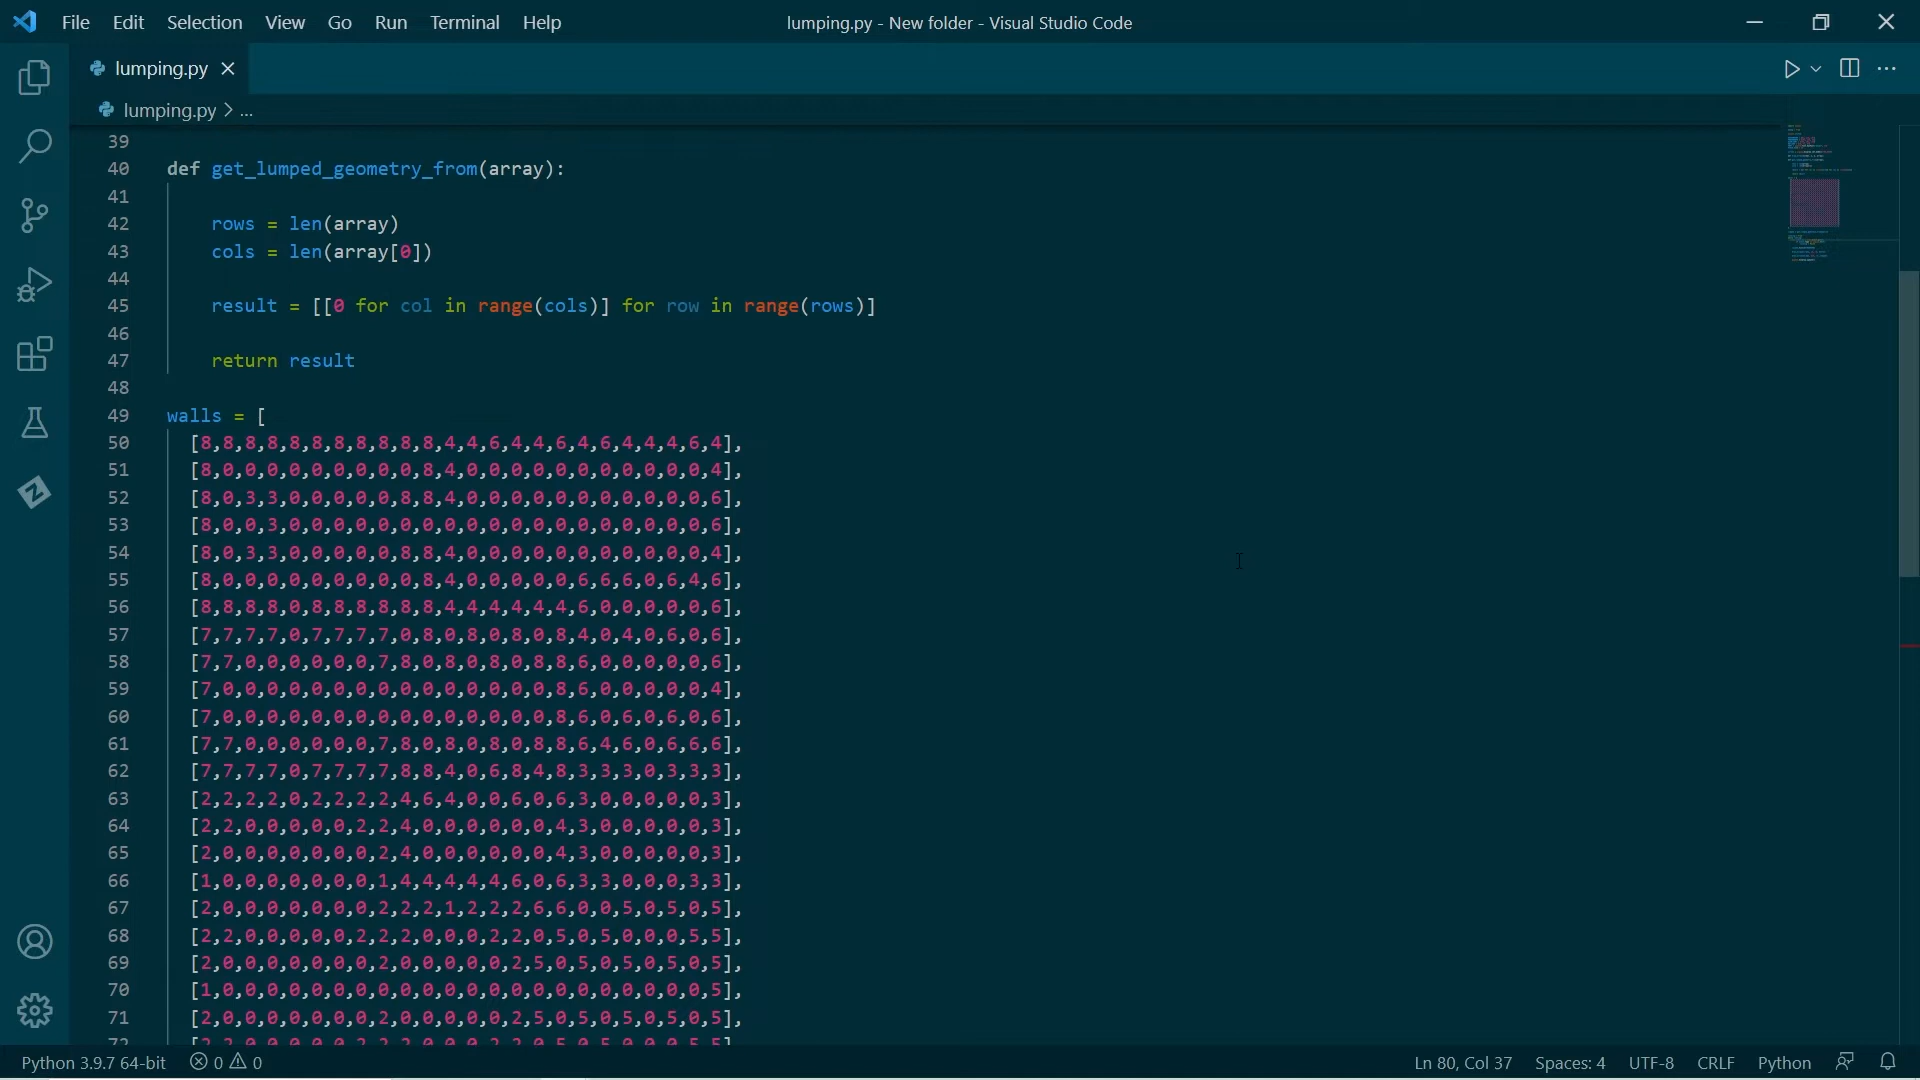 File Edit Selection View Go Run Terminal Help
lumping.py - New folder - Visual Studio Code
lumping.py
lumping.py > ...
39
40 def get_lumped_geometry_from(array):
41
42 rows = len(array)
43 cols = len(array[0])
44
45 result = [[0 for col in range(cols)] for row in range(rows)]
46
47 return result
48
49 walls = [
50 [8,8,8,8,8,8,8,8,8,8,8,4,4,6,4,4,6,4,6,4,4,4,6,4],
51 [8,0,0,0,0,0,0,0,0,0,8,4,0,0,0,0,0,0,0,0,0,0,0,4],
52 [8,0,3,3,0,0,0,0,0,8,8,4,0,0,0,0,0,0,0,0,0,0,0,6],
53 [8,0,0,3,0,0,0,0,0,0,0,0,0,0,0,0,0,0,0,0,0,0,0,6],
54 [8,0,3,3,0,0,0,0,0,8,8,4,0,0,0,0,0,0,0,0,0,0,0,4],
55 [8,0,0,0,0,0,0,0,0,0,8,4,0,0,0,0,0,6,6,6,0,6,4,6],
56 [8,8,8,8,0,8,8,8,8,8,8,4,4,4,4,4,4,6,0,0,0,0,0,6],
57 [7,7,7,7,0,7,7,7,7,0,8,0,8,0,8,0,8,4,0,4,0,6,0,6],
58 [7,7,0,0,0,0,0,0,7,8,0,8,0,8,0,8,8,6,0,0,0,0,0,6],
59 [7,0,0,0,0,0,0,0,0,0,0,0,0,0,0,0,8,6,0,0,0,0,0,4],
60 [7,0,0,0,0,0,0,0,0,0,0,0,0,0,0,0,8,6,0,6,0,6,0,6],
61 [7,7,0,0,0,0,0,0,7,8,0,8,0,8,0,8,8,6,4,6,0,6,6,6],
62 [7,7,7,7,0,7,7,7,7,8,8,4,0,6,8,4,8,3,3,3,0,3,3,3],
63 [2,2,2,2,0,2,2,2,2,4,6,4,0,0,6,0,6,3,0,0,0,0,0,3],
64 [2,2,0,0,0,0,0,2,2,4,0,0,0,0,0,0,4,3,0,0,0,0,0,3],
65 [2,0,0,0,0,0,0,0,2,4,0,0,0,0,0,0,4,3,0,0,0,0,0,3],
66 [1,0,0,0,0,0,0,0,1,4,4,4,4,4,6,0,6,3,3,0,0,0,3,3],
67 [2,0,0,0,0,0,0,0,2,2,2,1,2,2,2,6,6,0,0,5,0,5,0,5],
68 [2,2,0,0,0,0,0,2,2,2,0,0,0,2,2,0,5,0,5,0,0,0,5,5],
69 [2,0,0,0,0,0,0,0,2,0,0,0,0,0,2,5,0,5,0,5,0,5,0,5],
70 [1,0,0,0,0,0,0,0,0,0,0,0,0,0,0,0,0,0,0,0,0,0,0,5],
71 [2,0,0,0,0,0,0,0,2,0,0,0,0,0,2,5,0,5,0,5,0,5,0,5],
72 [2,2,0,0,0,0,0,2,2,2,0,0,0,2,2,0,5,0,5,0,0,0,5,5]
Python 3.9.7 64-bit 0 0 Ln 80, Col 37 Spaces: 4 UTF-8 CRLF Python